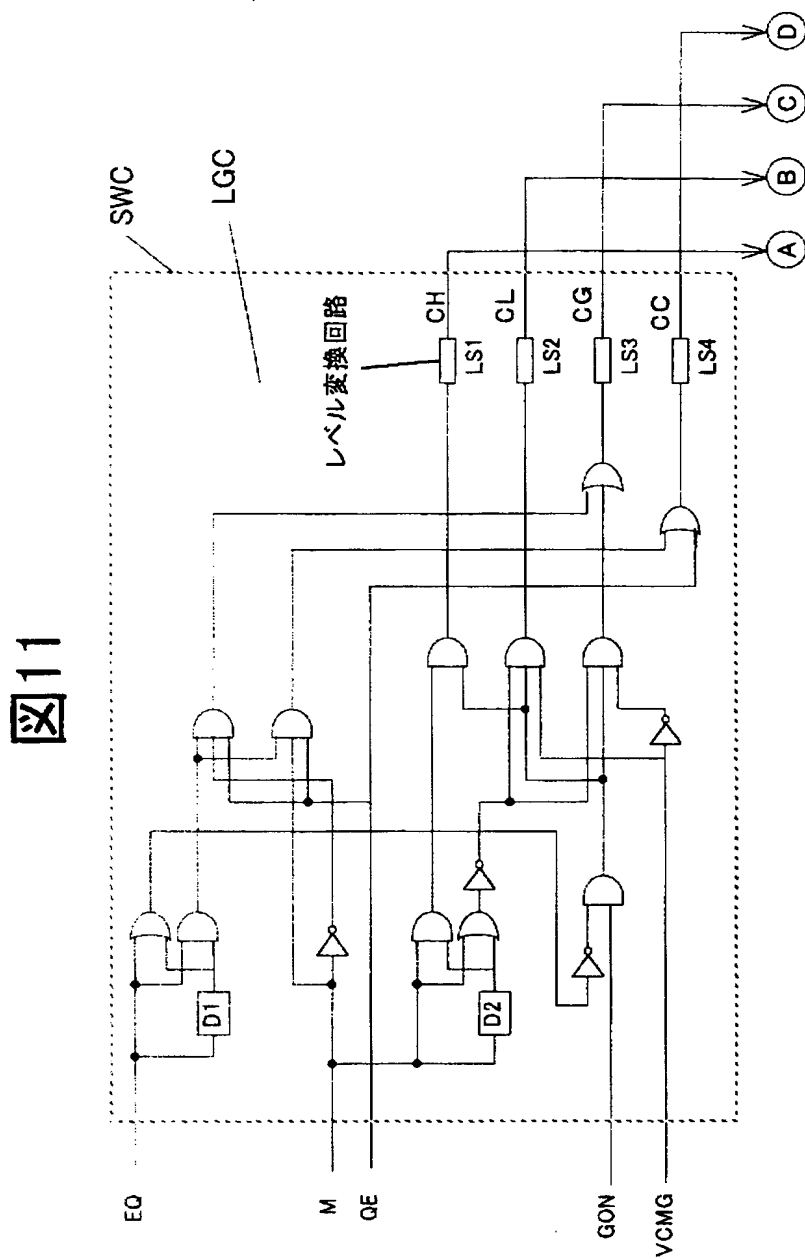 図11
SWC
LGC
レベル変換回路
EQ
D1
M
QE
D2
GON
VCMG
CH
LS1
CL
LS2
CG
LS3
CC
LS4
A
B
C
D